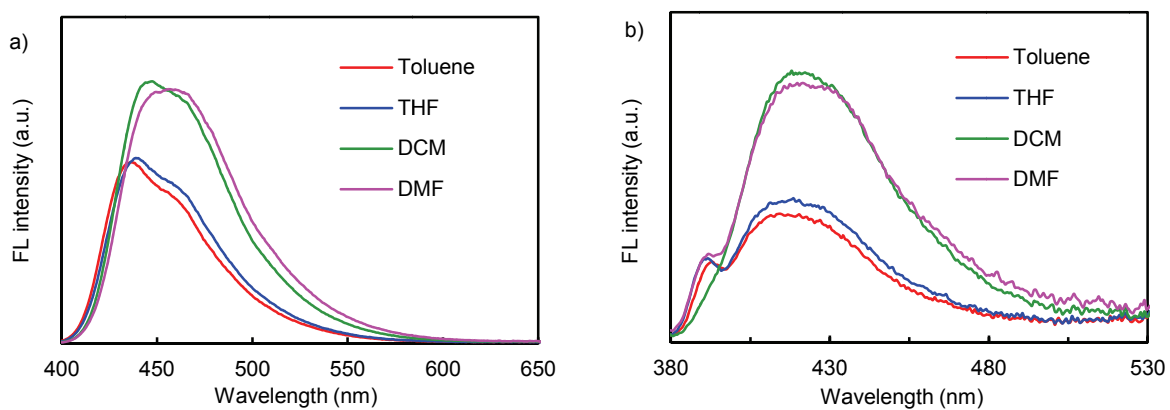 a)
Toluene
THF
DCM
DMF
FL intensity (a.u.)
400 450 500 550 600 650
Wavelength (nm)
b)
Toluene
THF
DCM
DMF
FL intensity (a.u.)
380 430 480 530
Wavelength (nm)